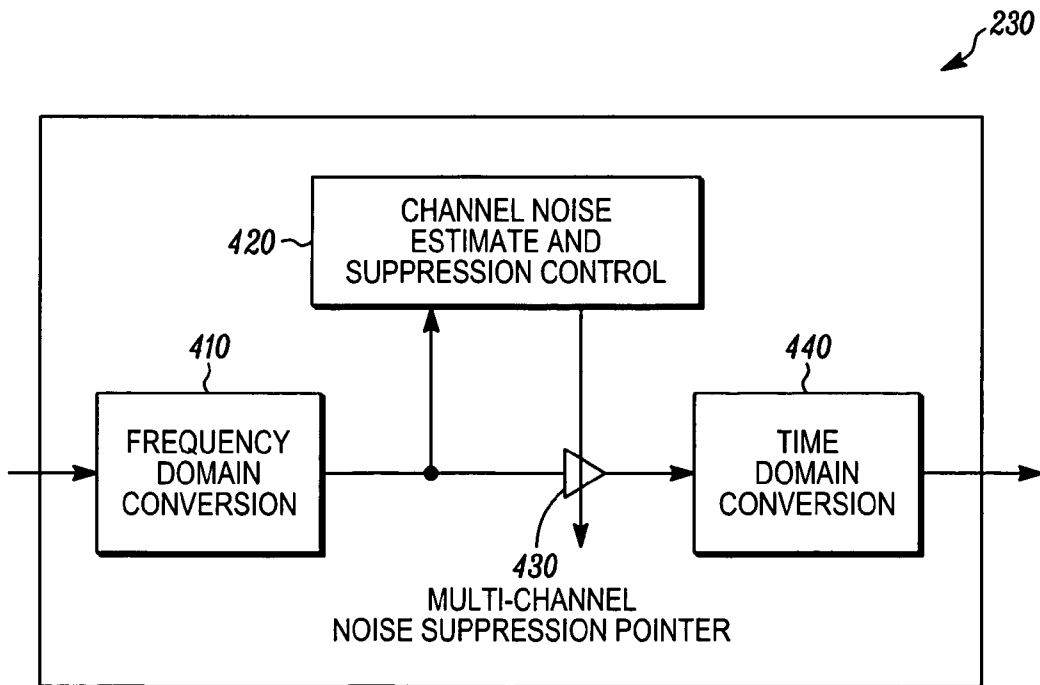 230
CHANNEL NOISE
ESTIMATE AND
SUPPRESSION CONTROL
420
410
440
FREQUENCY
DOMAIN
CONVERSION
TIME
DOMAIN
CONVERSION
430
MULTI-CHANNEL
NOISE SUPPRESSION POINTER